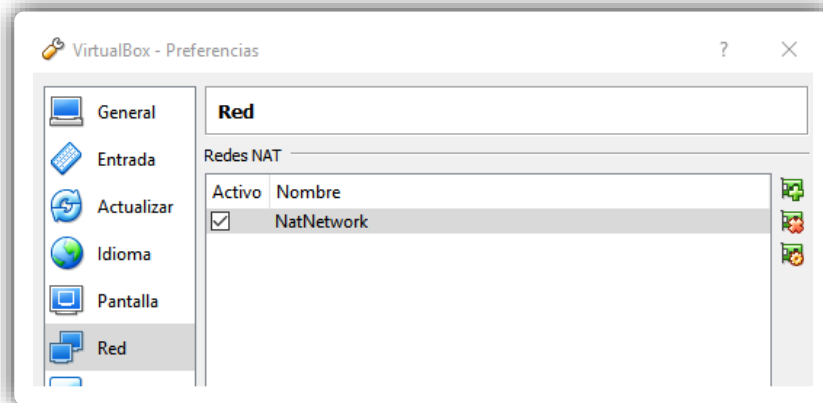 VirtualBox - Preferencias ?
General
Red
Entrada
Redes NAT
Activo Nombre
Actualizar
NatNetwork
Idioma
Pantalla
Red